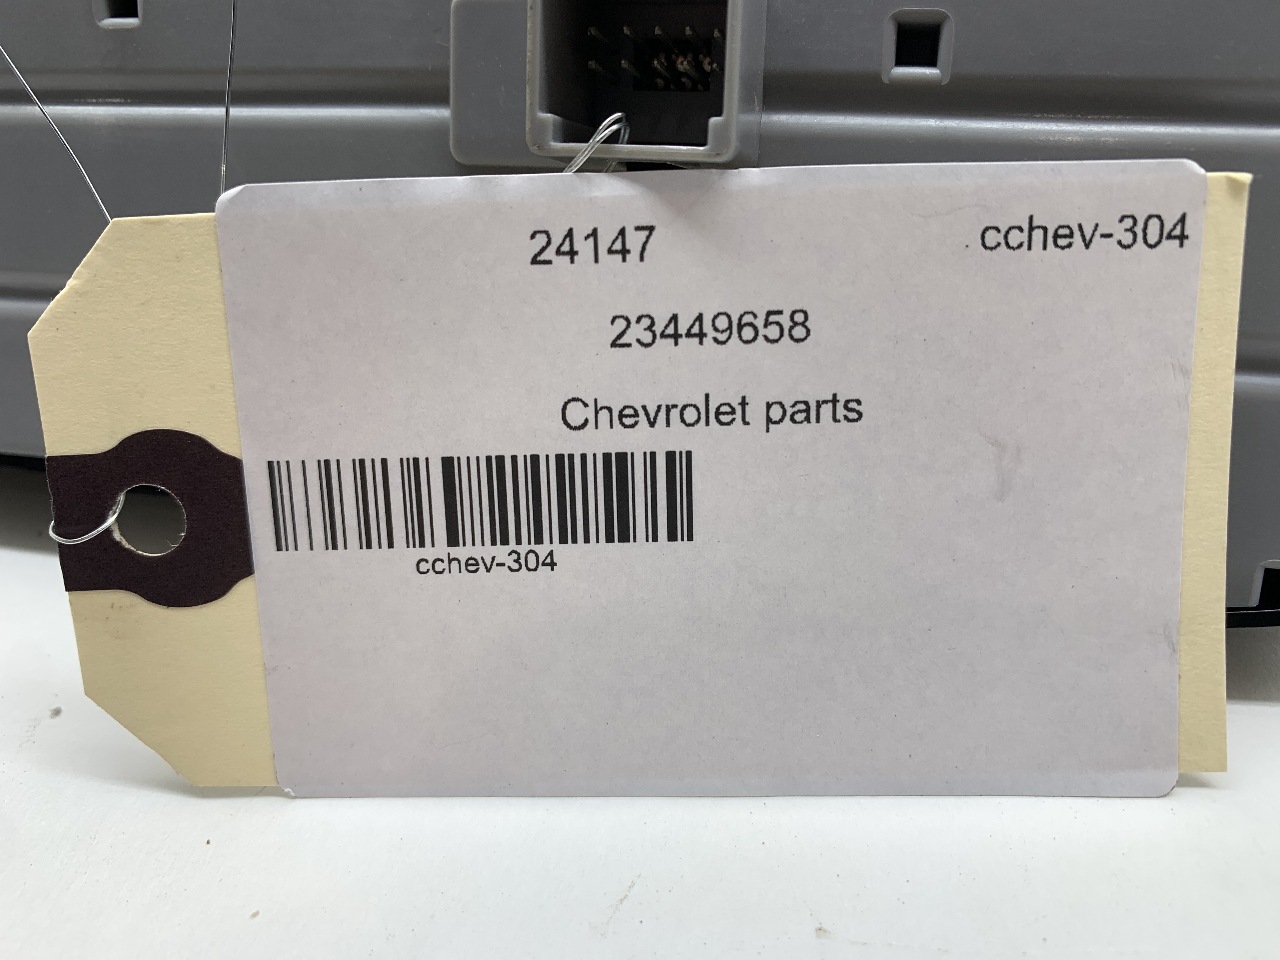 24147 cchev-304
23449658
Chevrolet parts
cchev-304